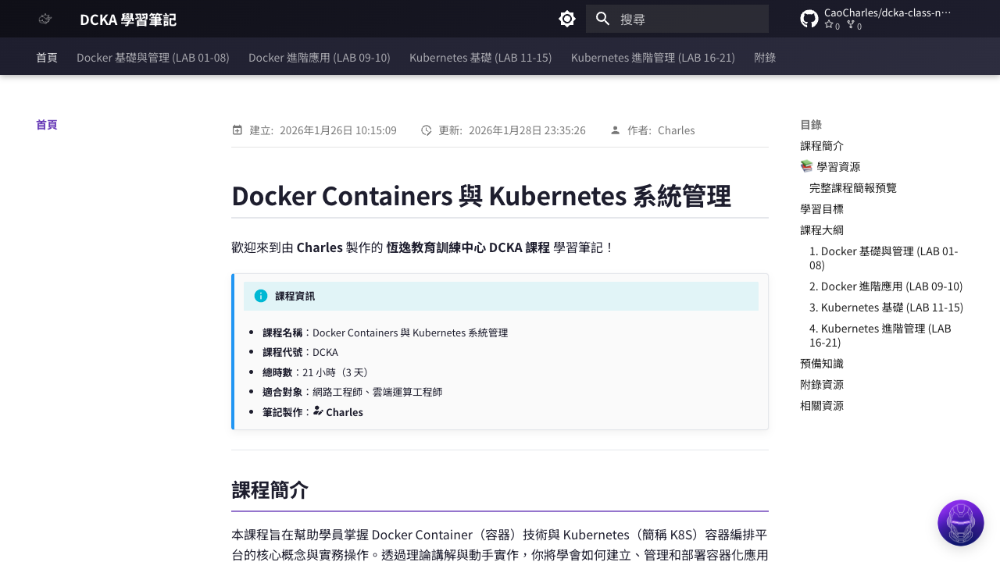 DCKA 學習筆記
搜尋
CaoCharles/dcka-class-n…
0 0
首頁 Docker 基礎與管理 (LAB 01-08) Docker 進階應用 (LAB 09-10) Kubernetes 基礎 (LAB 11-15) Kubernetes 進階管理 (LAB 16-21) 附錄
首頁
建立: 2026年1月26日 10:15:09 更新: 2026年1月28日 23:35:26 作者: Charles
Docker Containers 與 Kubernetes 系統管理
歡迎來到由 Charles 製作的 恆逸教育訓練中心 DCKA 課程 學習筆記！
課程資訊
課程名稱：Docker Containers 與 Kubernetes 系統管理
課程代號：DCKA
總時數：21 小時（3 天）
適合對象：網路工程師、雲端運算工程師
筆記製作：Charles
課程簡介
本課程旨在幫助學員掌握 Docker Container（容器）技術與 Kubernetes（簡稱 K8S）容器編排平
台的核心概念與實務操作。透過理論講解與動手實作，你將學會如何建立、管理和部署容器化應用
目錄
課程簡介
📚 學習資源
完整課程簡報預覽
學習目標
課程大綱
1. Docker 基礎與管理 (LAB 01-
08)
2. Docker 進階應用 (LAB 09-10)
3. Kubernetes 基礎 (LAB 11-15)
4. Kubernetes 進階管理 (LAB
16-21)
預備知識
附錄資源
相關資源